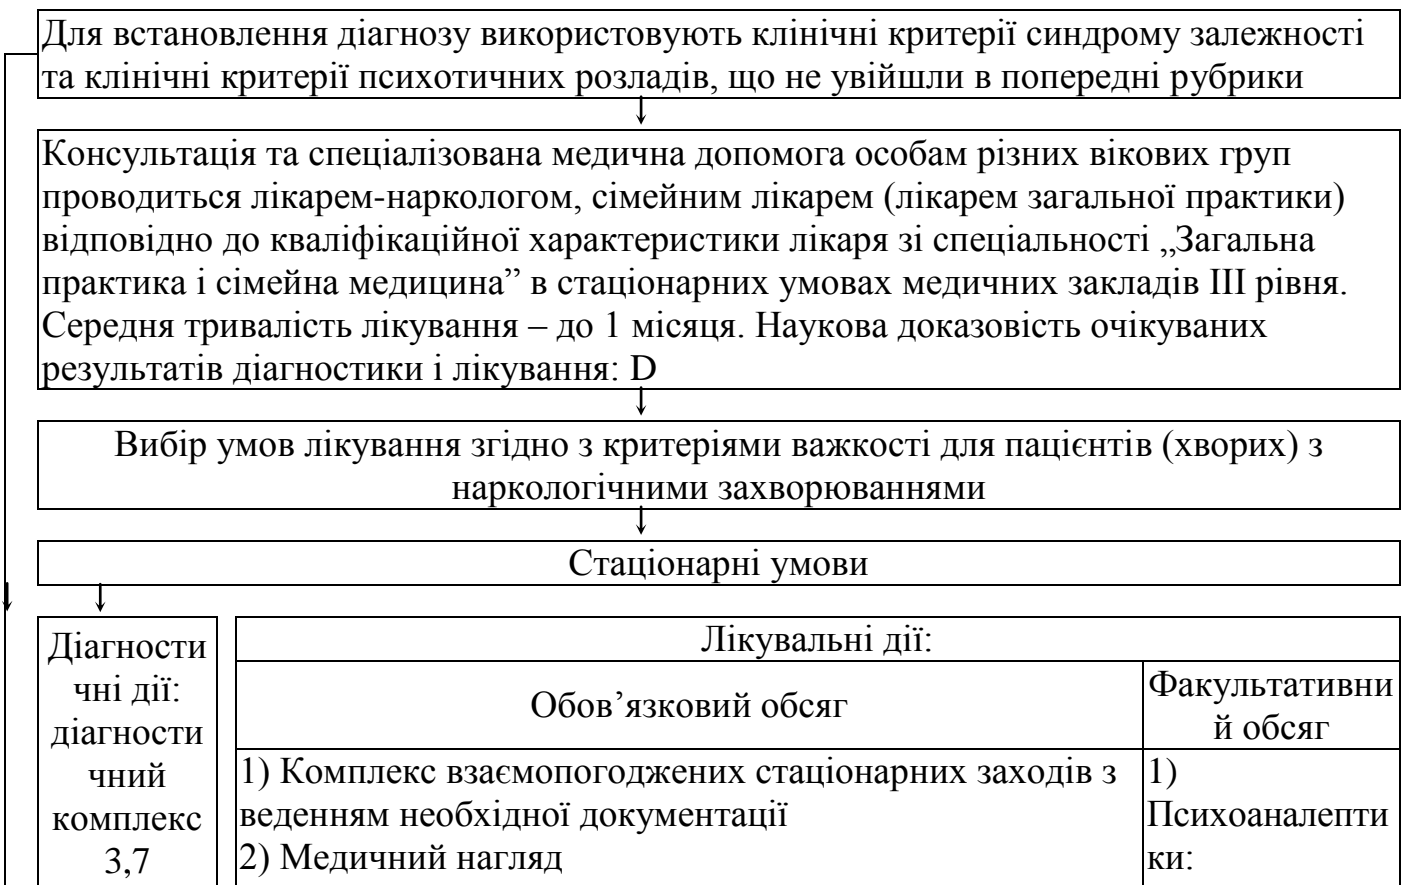 Для встановлення діагнозу використовують клінічні критерії синдрому залежності
та клінічні критерії психотичних розладів, що не увійшли в попередні рубрики
Консультація та спеціалізована медична допомога особам різних вікових груп
проводиться лікарем-наркологом, сімейним лікарем (лікарем загальної практики)
відповідно до кваліфікаційної характеристики лікаря зі спеціальності „Загальна
практика і сімейна медицина” в стаціонарних умовах медичних закладів III рівня.
Середня тривалість лікування – до 1 місяця. Наукова доказовість очікуваних
результатів діагностики і лікування: D
Вибір умов лікування згідно з критеріями важкості для пацієнтів (хворих) з
наркологічними захворюваннями
Стаціонарні умови
Діагности
чні дії:
діагности
чний
комплекс
3,7
Лікувальні дії:
Обов’язковий обсяг
Факультативни
й обсяг
1) Комплекс взаємопогоджених стаціонарних заходів з
веденням необхідної документації
2) Медичний нагляд
1)
Психоаналепти
ки: